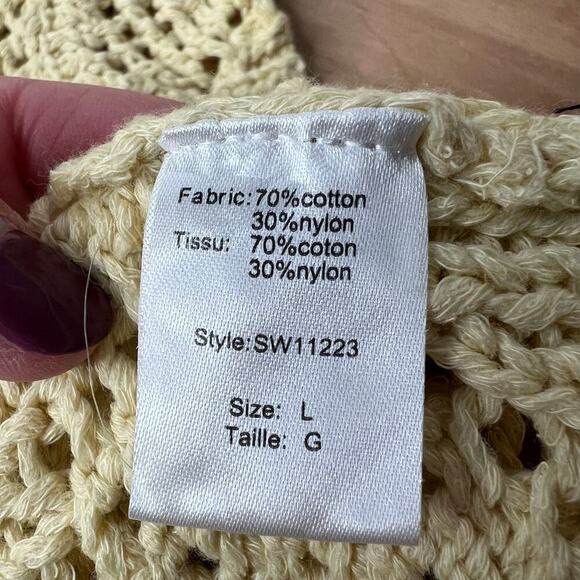 Fabric: 70%cotton
30%nylon
Tissu: 70%coton
30%nylon
Style:SW11223
Size: L
Taille: G